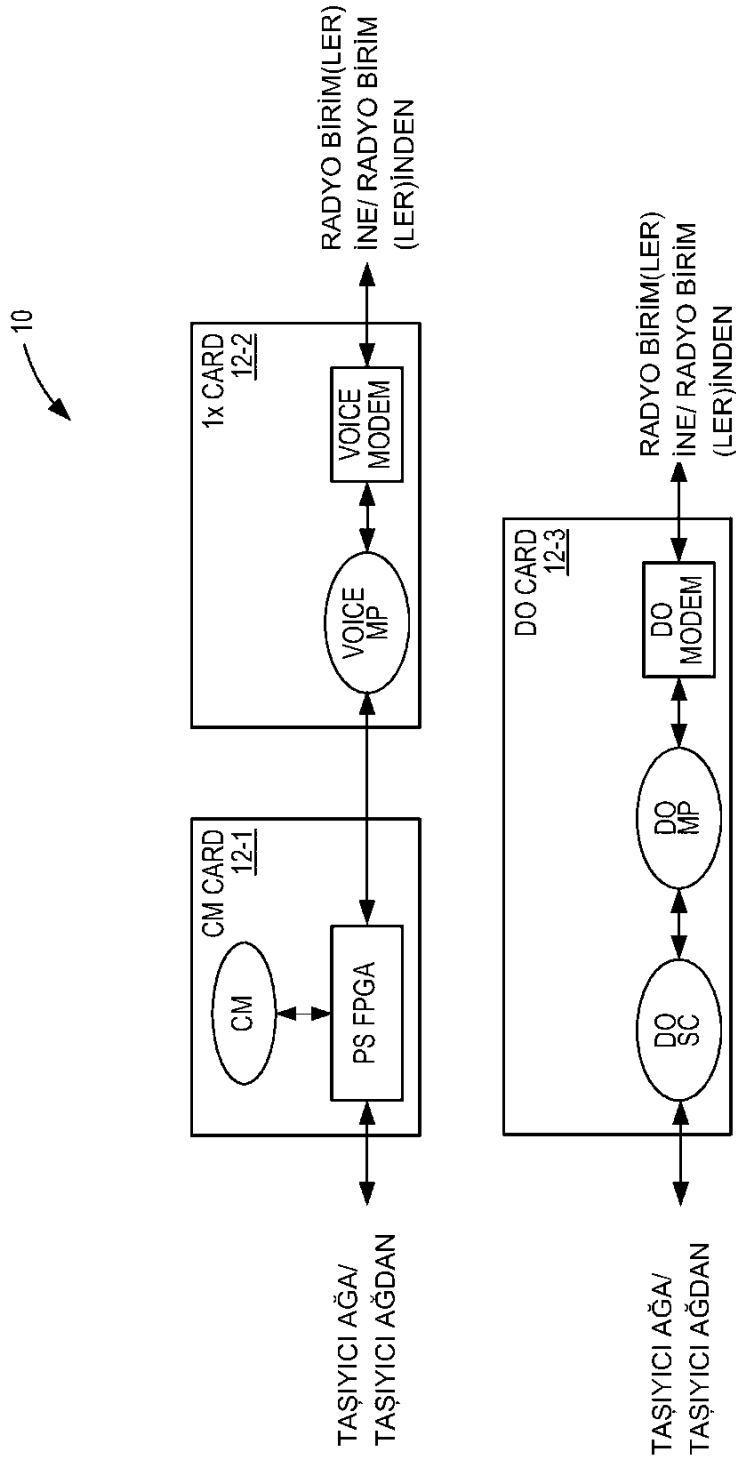 10
TAŞIYICI AĞA/
TAŞIYICI AĞDAN
CM CARD
12-1
CM
PS FPGA
1x CARD
12-2
VOICE
MP
VOICE
MODEM
RADYO BİRİM(LER)
İNE/ RADYO BİRİM
(LER)İNDEN
TAŞIYICI AĞA/
TAŞIYICI AĞDAN
DO CARD
12-3
DO
SC
DO
MP
DO
MODEM
RADYO BİRİM(LER)
İNE/ RADYO BİRİM
(LER)İNDEN